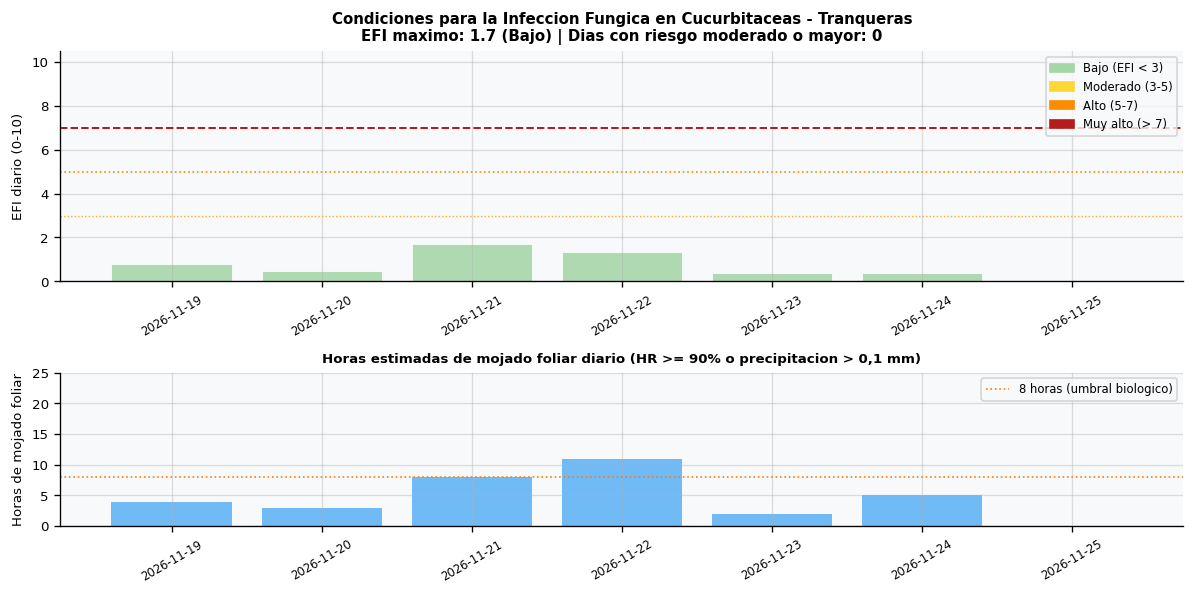 Condiciones para la Infeccion Fungica en Cucurbitaceas - Tranqueras
EFI maximo: 1.7 (Bajo) | Dias con riesgo moderado o mayor: 0
EFI diario (0-10)
10
8
6
4
2
0
Bajo (EFI < 3)
Moderado (3-5)
Alto (5-7)
Muy alto (> 7)
2026-11-19
2026-11-20
2026-11-21
2026-11-22
2026-11-23
2026-11-24
2026-11-25
Horas estimadas de mojado foliar diario (HR >= 90% o precipitacion > 0,1 mm)
Horas de mojado foliar
25
20
15
10
5
0
8 horas (umbral biologico)
2026-11-19
2026-11-20
2026-11-21
2026-11-22
2026-11-23
2026-11-24
2026-11-25